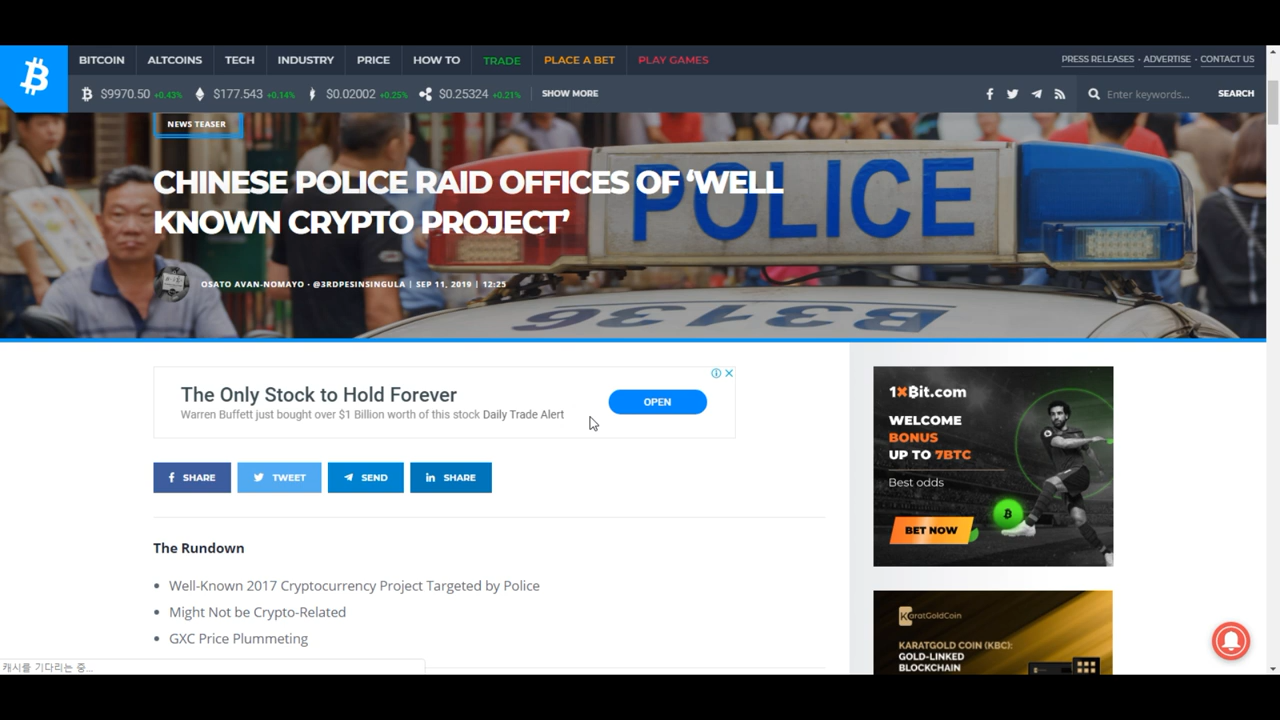 BITCOIN ALTCOINS TECH INDUSTRY PRICE HOW TO TRADE PLACE A BET PLAY GAMES PRESS RELEASES • ADVERTISE • CONTACT US
$9970.50 +0.43% $177.543 +0.14% $0.02002 +0.25% $0.25324 +0.21% SHOW MORE Enter keywords... SEARCH
NEWS TEASER
CHINESE POLICE RAID OFFICES OF ‘WELL
KNOWN CRYPTO PROJECT’
POLICE
B3136
OSATO AVAN-NOMAYO • @3RDPESINSINGULA | SEP 11, 2019 | 12:25
The Only Stock to Hold Forever
Warren Buffett just bought over $1 Billion worth of this stock Daily Trade Alert
OPEN
SHARE TWEET SEND SHARE
The Rundown
• Well-Known 2017 Cryptocurrency Project Targeted by Police
• Might Not be Crypto-Related
• GXC Price Plummeting
캐시를 기다리는 중...
1XBit.com
WELCOME
BONUS
UP TO 7BTC
Best odds
BET NOW
KaratGoldCoin
KARATGOLD COIN (KBC):
GOLD-LINKED
BLOCKCHAIN